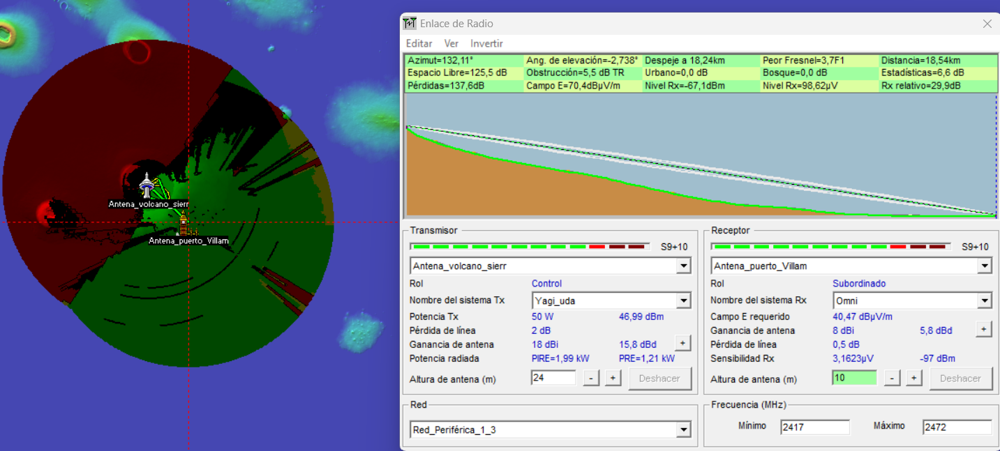 Antena_volcano_sierr
Antena_puerto_Villam
Enlace de Radio
Editar Ver Invertir
Azimut=132,11° Ang. de elevación=-2,738° Despeje a 18,24km Peor Fresnel=3,7F1 Distancia=18,54km
Espacio Libre=125,5 dB Obstrucción=5,5 dB TR Urbano=0,0 dB Bosque=0,0 dB Estadísticas=6,6 dB
Pérdidas=137,6dB Campo E=70,4dBµV/m Nivel Rx=-67,1dBm Nivel Rx=98,62µV Rx relativo=29,9dB
Transmisor
S9+10
Antena_volcano_sierr
Rol Control
Nombre del sistema Tx Yagi_uda
Potencia Tx 50 W 46,99 dBm
Pérdida de línea 2 dB
Ganancia de antena 18 dBi 15,8 dBd +
Potencia radiada PIRE=1,99 kW PRE=1,21 kW
Altura de antena (m) 24 - + Deshacer
Receptor
S9+10
Antena_puerto_Villam
Rol Subordinado
Nombre del sistema Rx Omni
Campo E requerido 40,47 dBµV/m
Ganancia de antena 8 dBi 5,8 dBd +
Pérdida de línea 0,5 dB
Sensibilidad Rx 3,1623µV -97 dBm
Altura de antena (m) 10 - + Deshacer
Red
Red_Periférica_1_3
Frecuencia (MHz)
Mínimo 2417 Máximo 2472